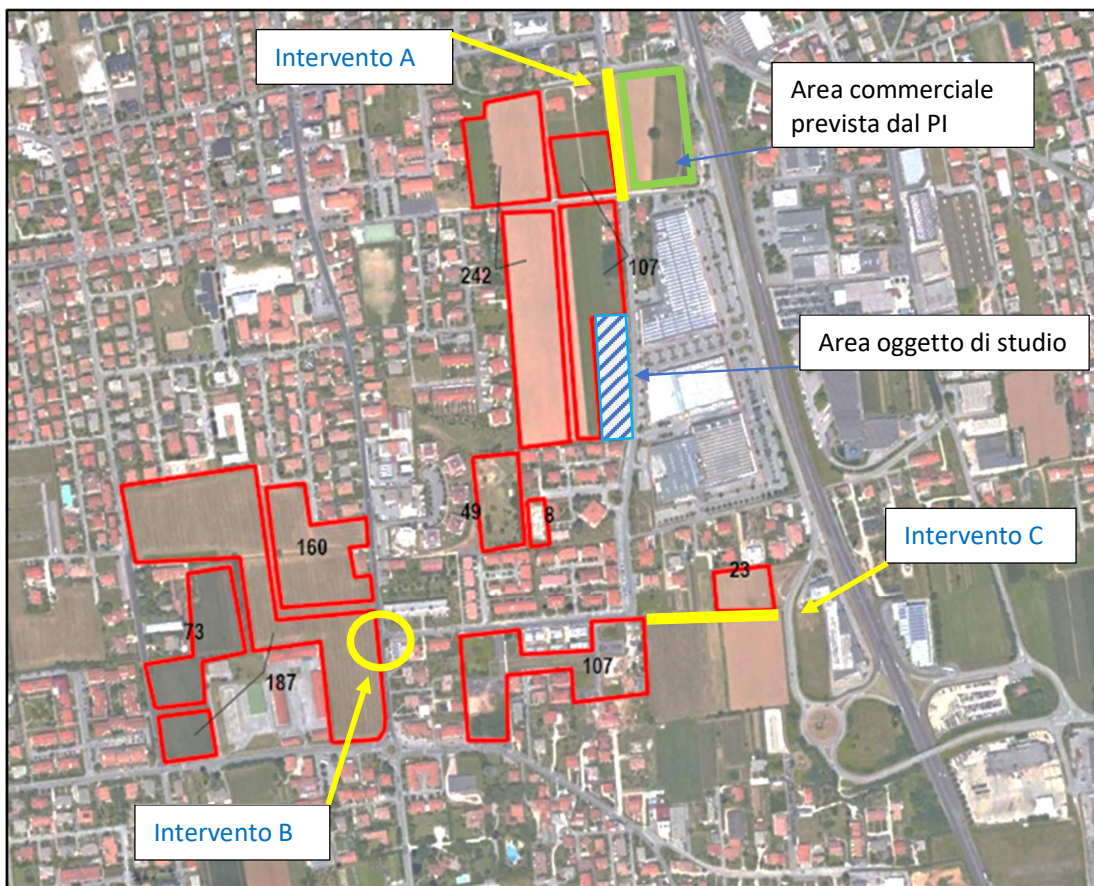 Intervento A
Area commerciale
prevista dal PI
242
107
Area oggetto di studio
49
8
160
Intervento C
23
73
107
187
Intervento B